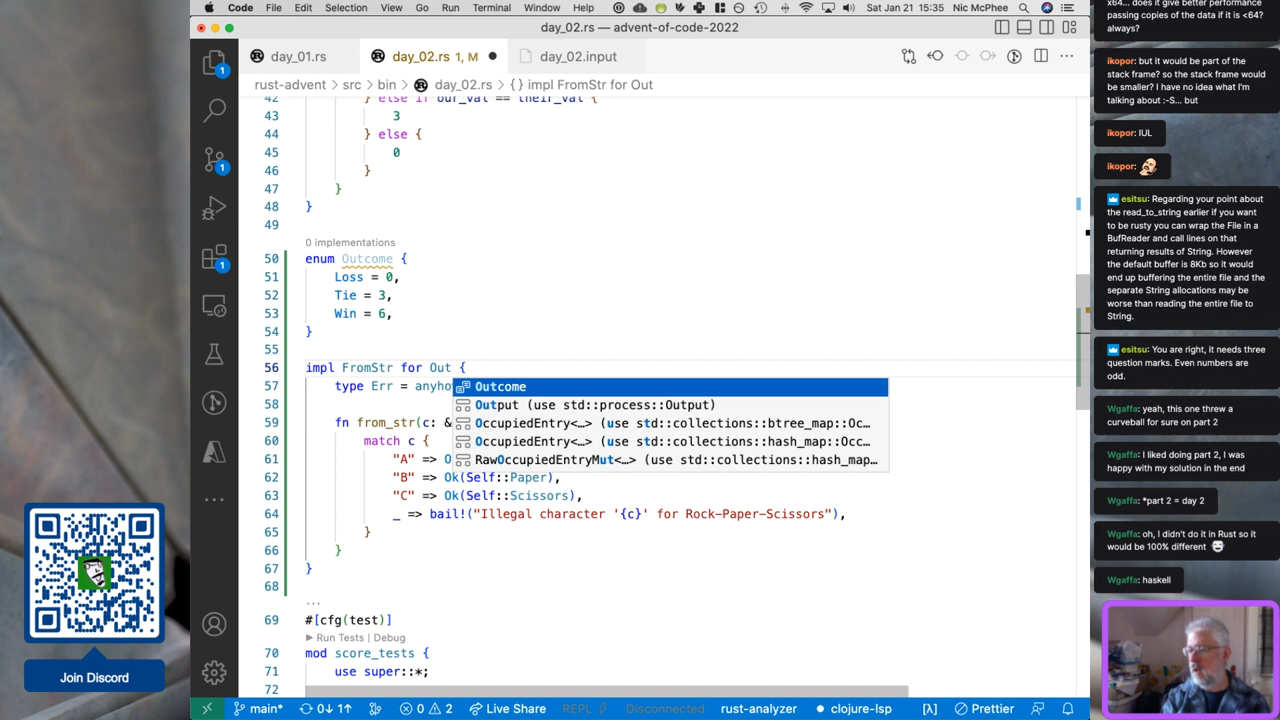 Code File Edit Selection View Go Run Terminal Window Help Sat Jan 21 15:35 Nic McPhee
day_02.rs — advent-of-code-2022
day_01.rs
day_02.rs 1, M
day_02.input
rust-advent > src > bin > day_02.rs > {} impl FromStr for Out
42 } else if our_val == their_val {
43 3
44 } else {
45 0
46 }
47 }
48 }
49
0 implementations
50 enum Outcome {
51 Loss = 0,
52 Tie = 3,
53 Win = 6,
54 }
55
56 impl FromStr for Out {
57 type Err = anyho
58
59 fn from_str(c: &
60 match c {
61 "A" => O
62 "B" => Ok(Self::Paper),
63 "C" => Ok(Self::Scissors),
64 _ => bail!("Illegal character '{c}' for Rock-Paper-Scissors"),
65 }
66 }
67 }
68
Outcome
Output (use std::process::Output)
OccupiedEntry<…> (use std::collections::btree_map::Oc…
OccupiedEntry<…> (use std::collections::hash_map::Occ…
RawOccupiedEntryMut<…> (use std::collections::hash_map…
69 #[cfg(test)]
Run Tests | Debug
70 mod score_tests {
71 use super::*;
72
main* 0↓ 1↑ 0 2 Live Share REPL Disconnected rust-analyzer clojure-lsp [λ] Prettier
1
1
1
Join Discord
x64... does it give better performance
passing copies of the data if it is <64?
always?
ikopor: but it would be part of the
stack frame? so the stack frame would
be smaller? I have no idea what I'm
talking about :-S... but
ikopor: IUL
ikopor:
esitsu: Regarding your point about
the read_to_string earlier if you want
to be rusty you can wrap the File in a
BufReader and call lines on that
returning results of String. However
the default buffer is 8Kb so it would
end up buffering the entire file and the
separate String allocations may be
worse than reading the entire file to
String.
esitsu: You are right, it needs three
question marks. Even numbers are
odd.
Wgaffa: yeah, this one threw a
curveball for sure on part 2
Wgaffa: I liked doing part 2, I was
happy with my solution in the end
Wgaffa: *part 2 = day 2
Wgaffa: oh, I didn't do it in Rust so it
would be 100% different
Wgaffa: haskell